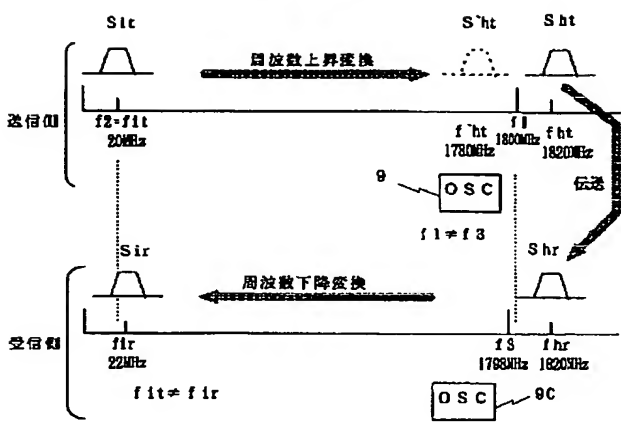 Sit
S`ht
Sht
周波数上昇変換
送信側
f2=f1t
20MHz
f`ht
1780MHz
f1
1800MHz
fht
1820MHz
伝送
9
OSC
f1≠f3
Sir
Shr
周波数下降変換
受信側
f1r
22MHz
f3
1798MHz
fhr
1820MHz
fit≠fir
OSC
9C